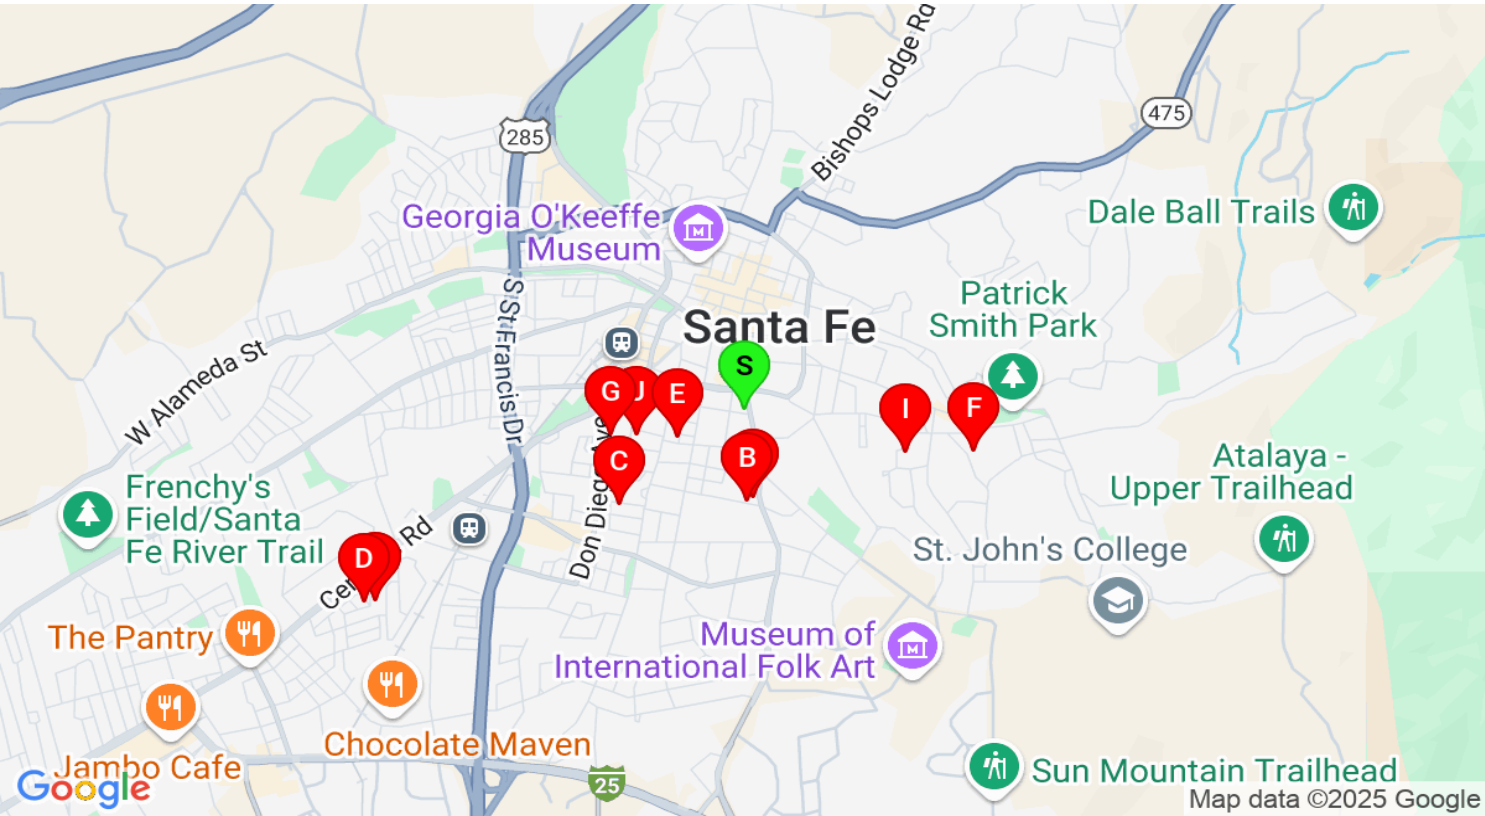 Bishops Lodge Rd
475
285
Georgia O'Keeffe
Museum
Dale Ball Trails
S St Francis Dr
Patrick
Smith Park
Santa Fe
W Alameda St
S
G
J
E
I
F
B
C
Don Diego Ave
Atalaya -
Upper Trailhead
Frenchy's
Field/Santa
Fe River Trail
D
Rd
St. John's College
The Pantry
Museum of
International Folk Art
Chocolate Maven
Jambo Cafe
Google
25
Sun Mountain Trailhead
Map data ©2025 Google